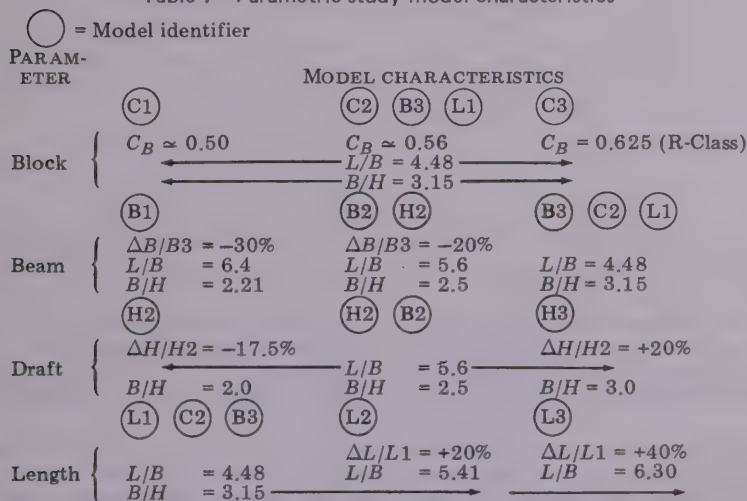 Table 7 Parametric study model characteristics
= Model identifier
PARAM-
ETER
MODEL CHARACTERISTICS
C1 C2 B3 L1 C3
C_B ≃ 0.50 C_B ≃ 0.56 C_B = 0.625 (R-Class)
Block L/B = 4.48
B/H = 3.15
B1 B2 H2 B3 C2 L1
ΔB/B3 = -30% ΔB/B3 = -20%
Beam L/B = 6.4 L/B = 5.6 L/B = 4.48
B/H = 2.21 B/H = 2.5 B/H = 3.15
H2 H2 B2 H3
ΔH/H2 = -17.5% ΔH/H2 = +20%
Draft L/B = 5.6
B/H = 2.0 B/H = 2.5 B/H = 3.0
L1 C2 B3 L2 L3
ΔL/L1 = +20% ΔL/L1 = +40%
Length L/B = 4.48 L/B = 5.41 L/B = 6.30
B/H = 3.15